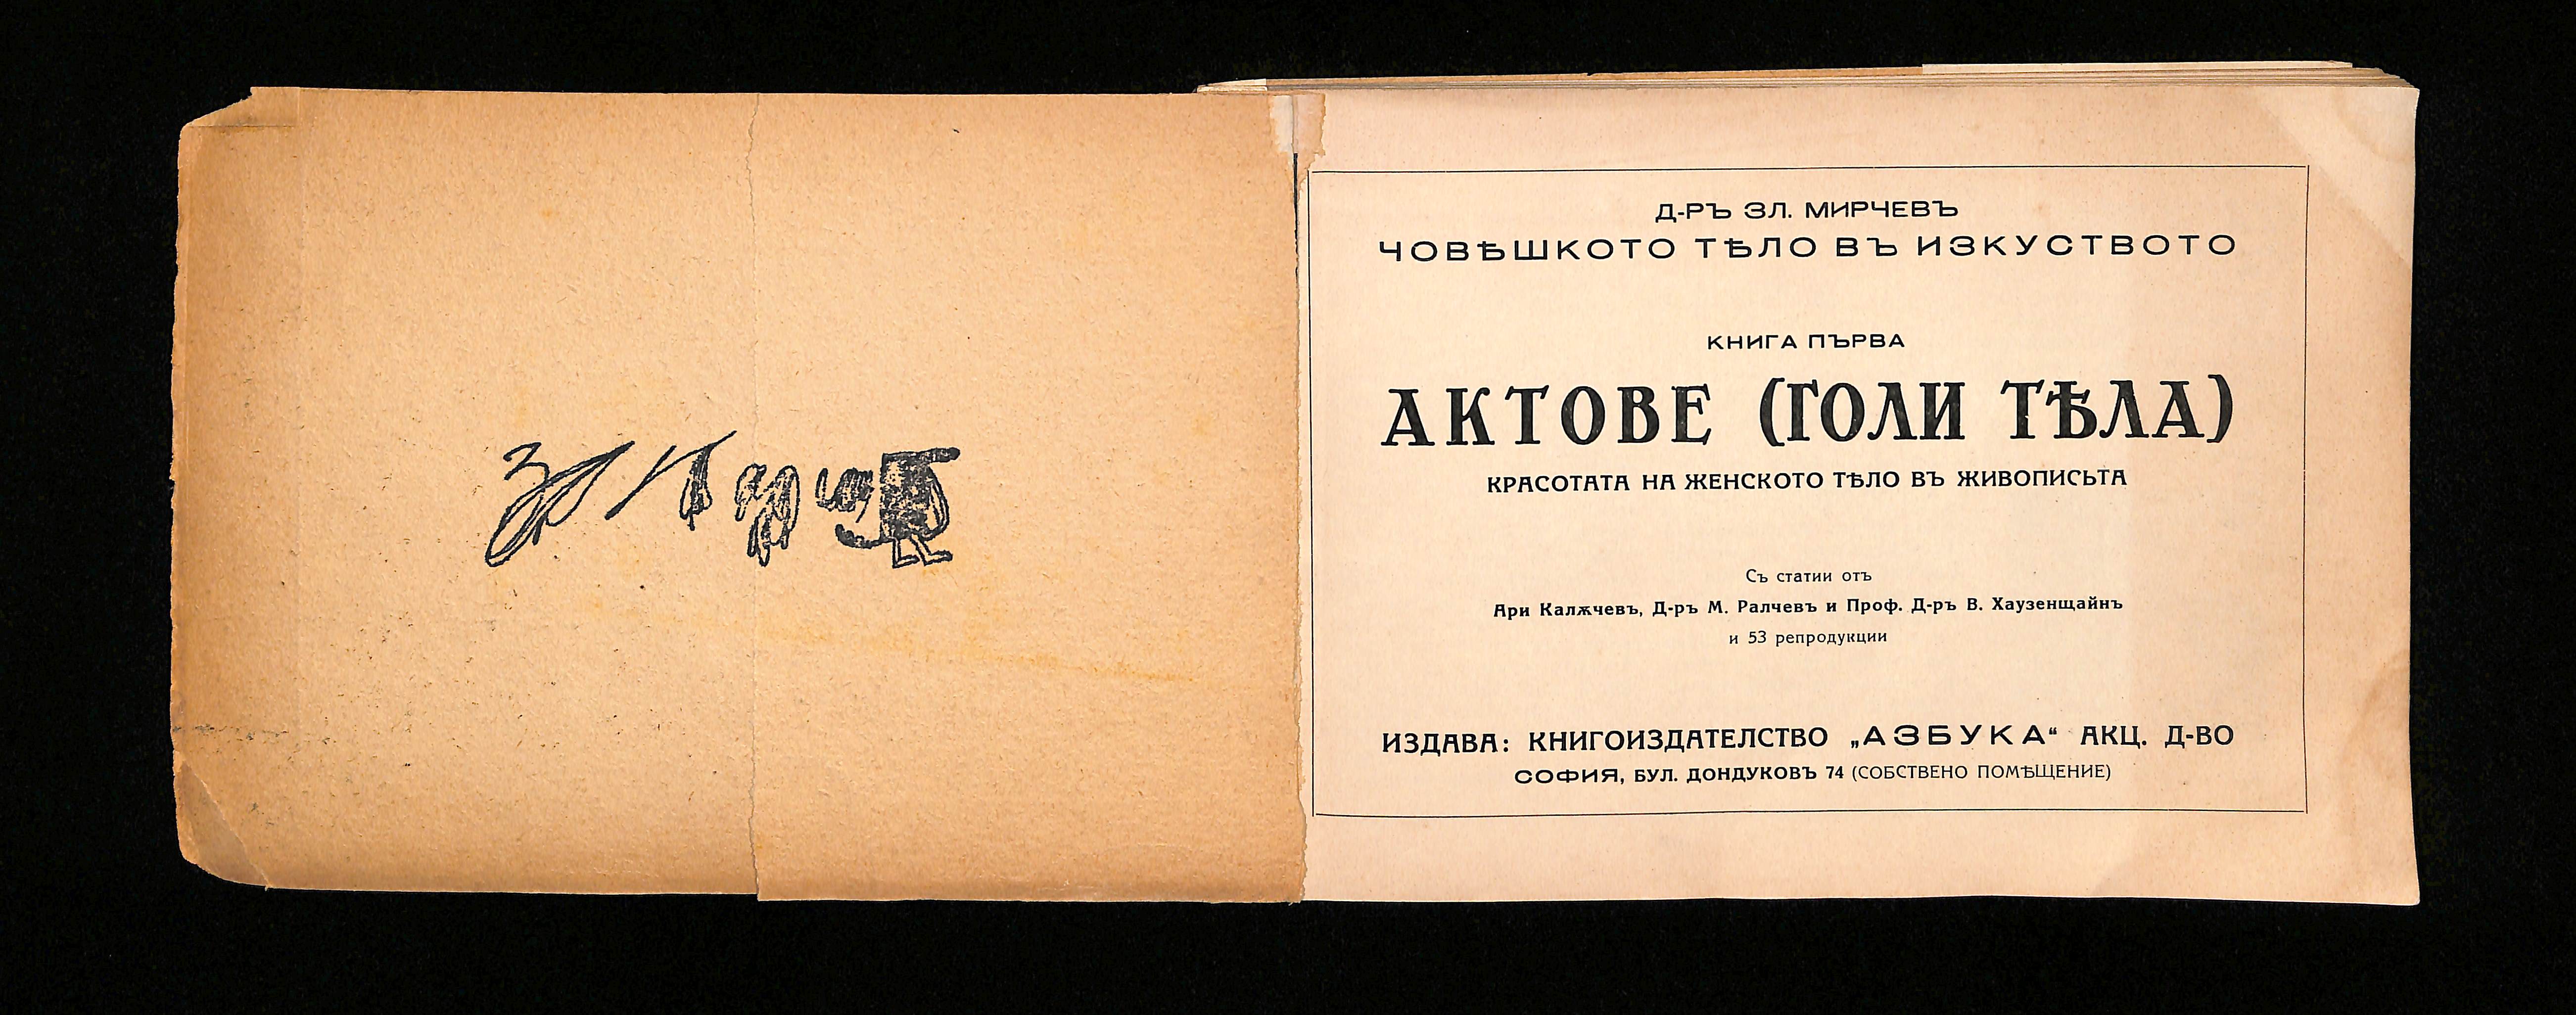 Д-РЪ ЗЛ. МИРЧЕВЪ
ЧОВѢШКОТО ТѢЛО ВЪ ИЗКУСТВОТО
КНИГА ПЪРВА
АКТОВЕ (ГОЛИ ТѢЛА)
КРАСОТАТА НА ЖЕНСКОТО ТѢЛО ВЪ ЖИВОПИСЬТА
Съ статии отъ
Ари Калѫчевъ, Д-ръ М. Ралчевъ и Проф. Д-ръ В. Хаузенщайнъ
и 53 репродукции
ИЗДАВА: КНИГОИЗДАТЕЛСТВО „АЗБУКА“ АКЦ. Д-ВО
СОФИЯ, БУЛ. ДОНДУКОВЪ 74 (СОБСТВЕНО ПОМѢЩЕНИЕ)